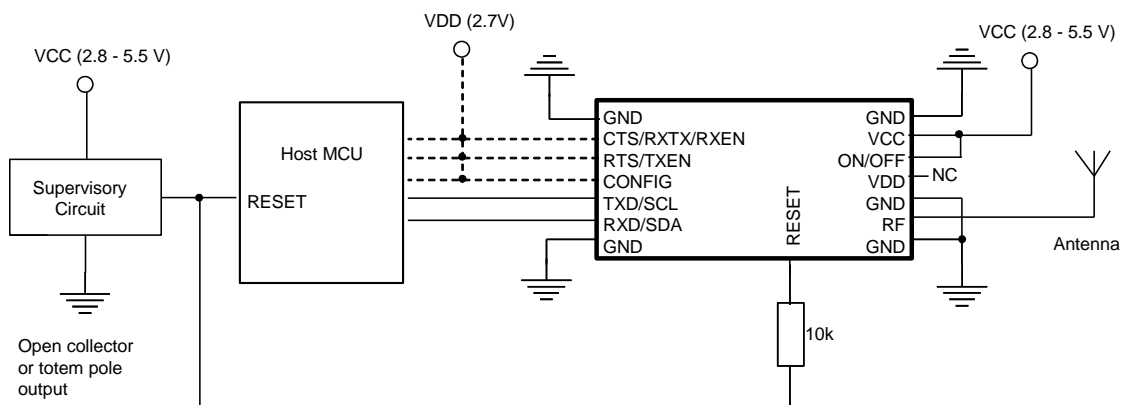 VDD (2.7V)
VCC (2.8 - 5.5 V)
VCC (2.8 - 5.5 V)
Host MCU
RESET
Supervisory
Circuit
Open collector
or totem pole
output
GND
CTS/RXTX/RXEN
RTS/TXEN
CONFIG
TXD/SCL
RXD/SDA
GND
RESET
GND
VCC
ON/OFF
VDD
GND
RF
GND
NC
Antenna
10k